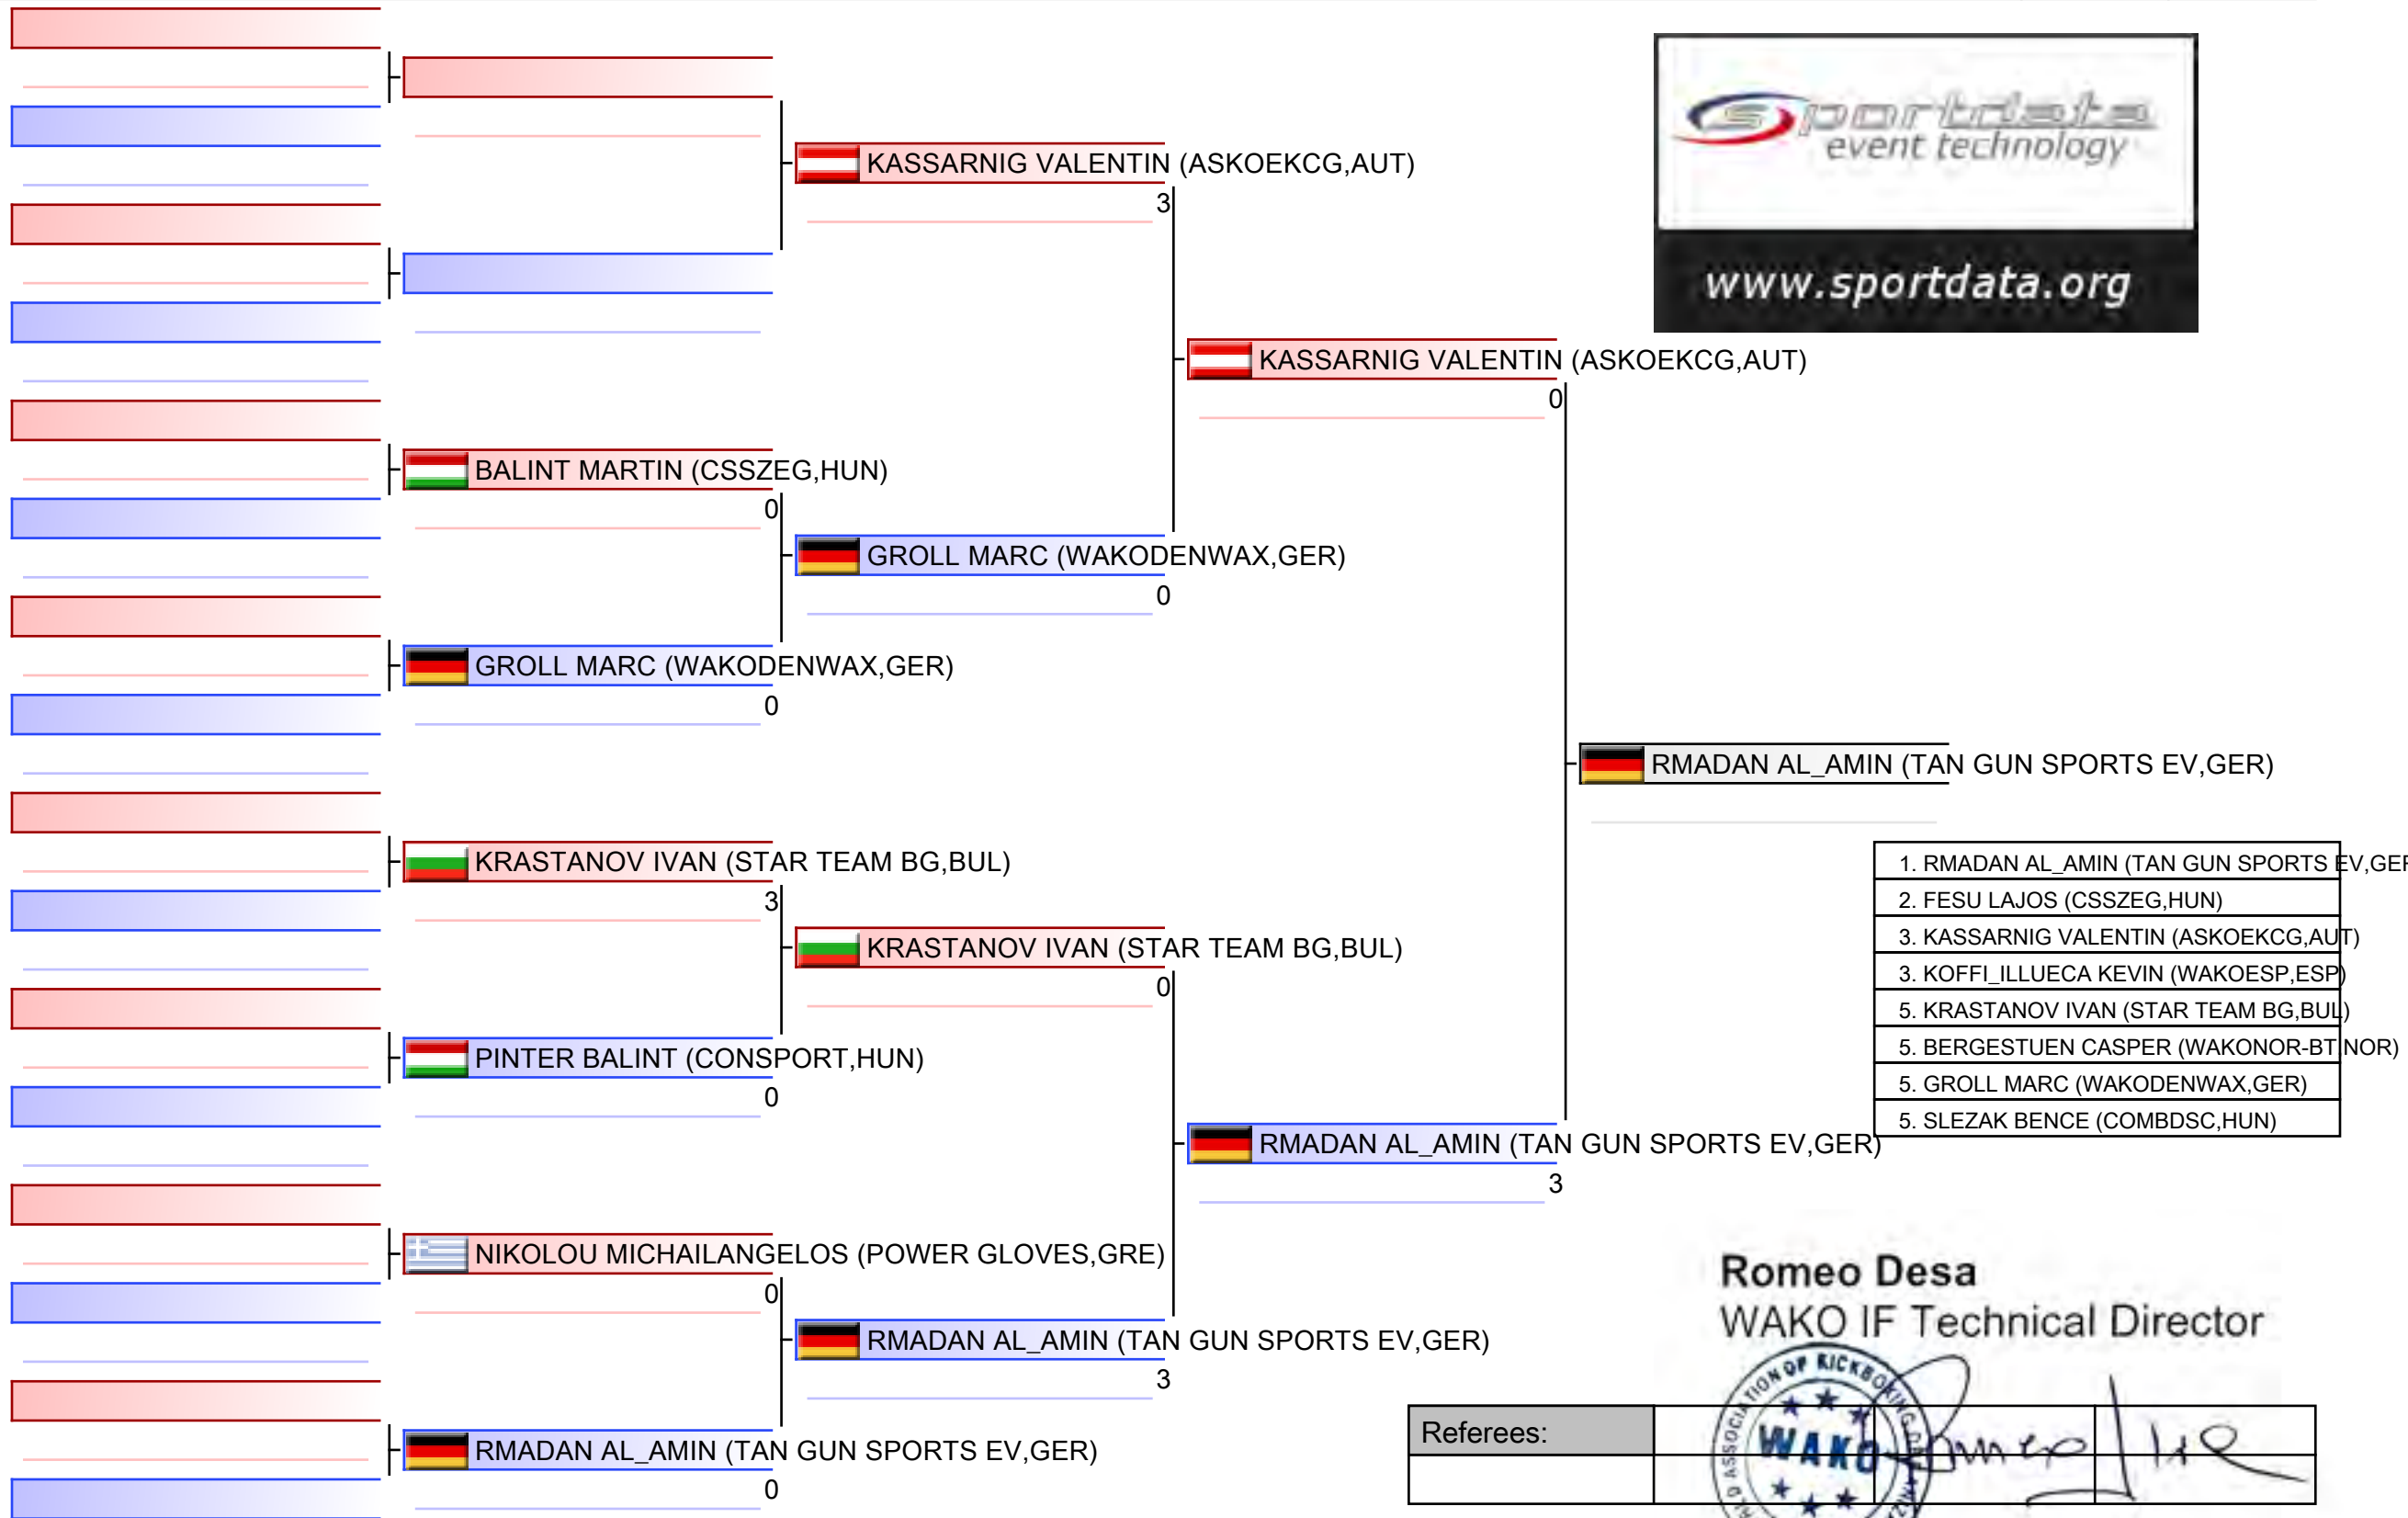 sportdata
event technology
www.sportdata.org
KASSARNIG VALENTIN (ASKOEKCG,AUT)
3
KASSARNIG VALENTIN (ASKOEKCG,AUT)
0
BALINT MARTIN (CSSZEG,HUN)
0
GROLL MARC (WAKODENWAX,GER)
0
GROLL MARC (WAKODENWAX,GER)
0
RMADAN AL_AMIN (TAN GUN SPORTS EV,GER)
KRASTANOV IVAN (STAR TEAM BG,BUL)
3
KRASTANOV IVAN (STAR TEAM BG,BUL)
0
PINTER BALINT (CONSPORT,HUN)
0
RMADAN AL_AMIN (TAN GUN SPORTS EV,GER)
3
1. RMADAN AL_AMIN (TAN GUN SPORTS EV,GER
2. FESU LAJOS (CSSZEG,HUN)
3. KASSARNIG VALENTIN (ASKOEKCG,AUT)
3. KOFFI_ILLUECA KEVIN (WAKOESP,ESP)
5. KRASTANOV IVAN (STAR TEAM BG,BUL)
5. BERGESTUEN CASPER (WAKONOR-BT,NOR)
5. GROLL MARC (WAKODENWAX,GER)
5. SLEZAK BENCE (COMBDSC,HUN)
NIKOLOU MICHAILANGELOS (POWER GLOVES,GRE)
0
RMADAN AL_AMIN (TAN GUN SPORTS EV,GER)
3
RMADAN AL_AMIN (TAN GUN SPORTS EV,GER)
0
Romeo Desa
WAKO IF Technical Director
Referees:
ASSOCIATION OF KICKBOXING
WAKO